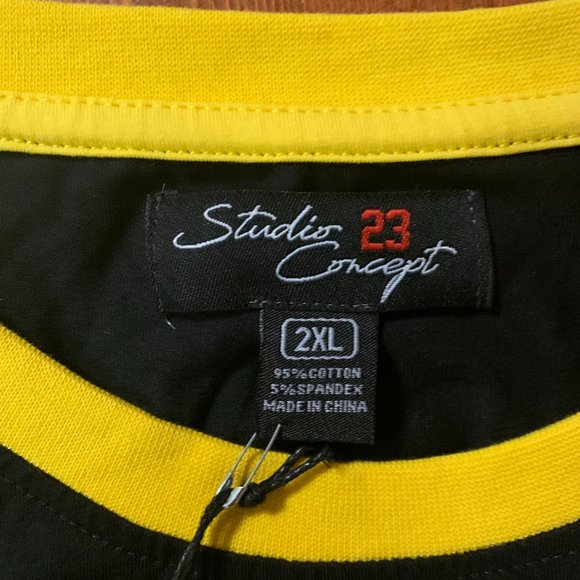 Studio 23
Concept
2XL
95%COTTON
5%SPANDEX
MADE IN CHINA